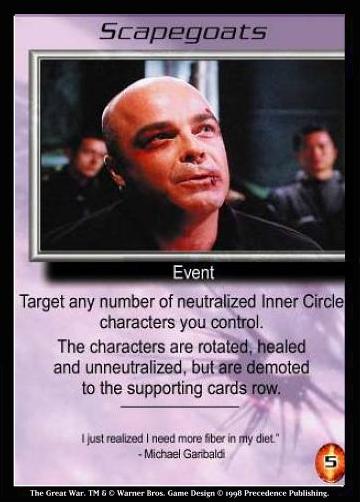 Scapegoats
Event
Target any number of neutralized Inner Circle
characters you control.
The characters are rotated, healed
and unneutralized, but are demoted
to the supporting cards row.
I just realized I need more fiber in my diet."
- Michael Garibaldi
5
The Great War. TM & © Warner Bros. Game Design © 1998 Precedence Publishing.